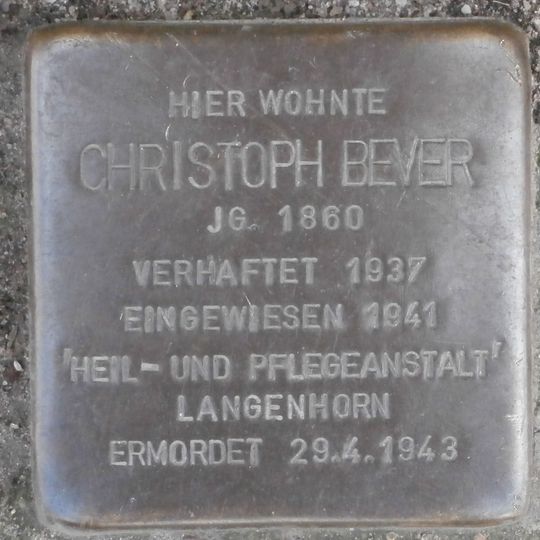 HIER WOHNTE
CHRISTOPH BEVER
JG. 1860
VERHAFTET 1937
EINGEWIESEN 1941
'HEIL- UND PFLEGEANSTALT'
LANGENHORN
ERMORDET 29.4.1943